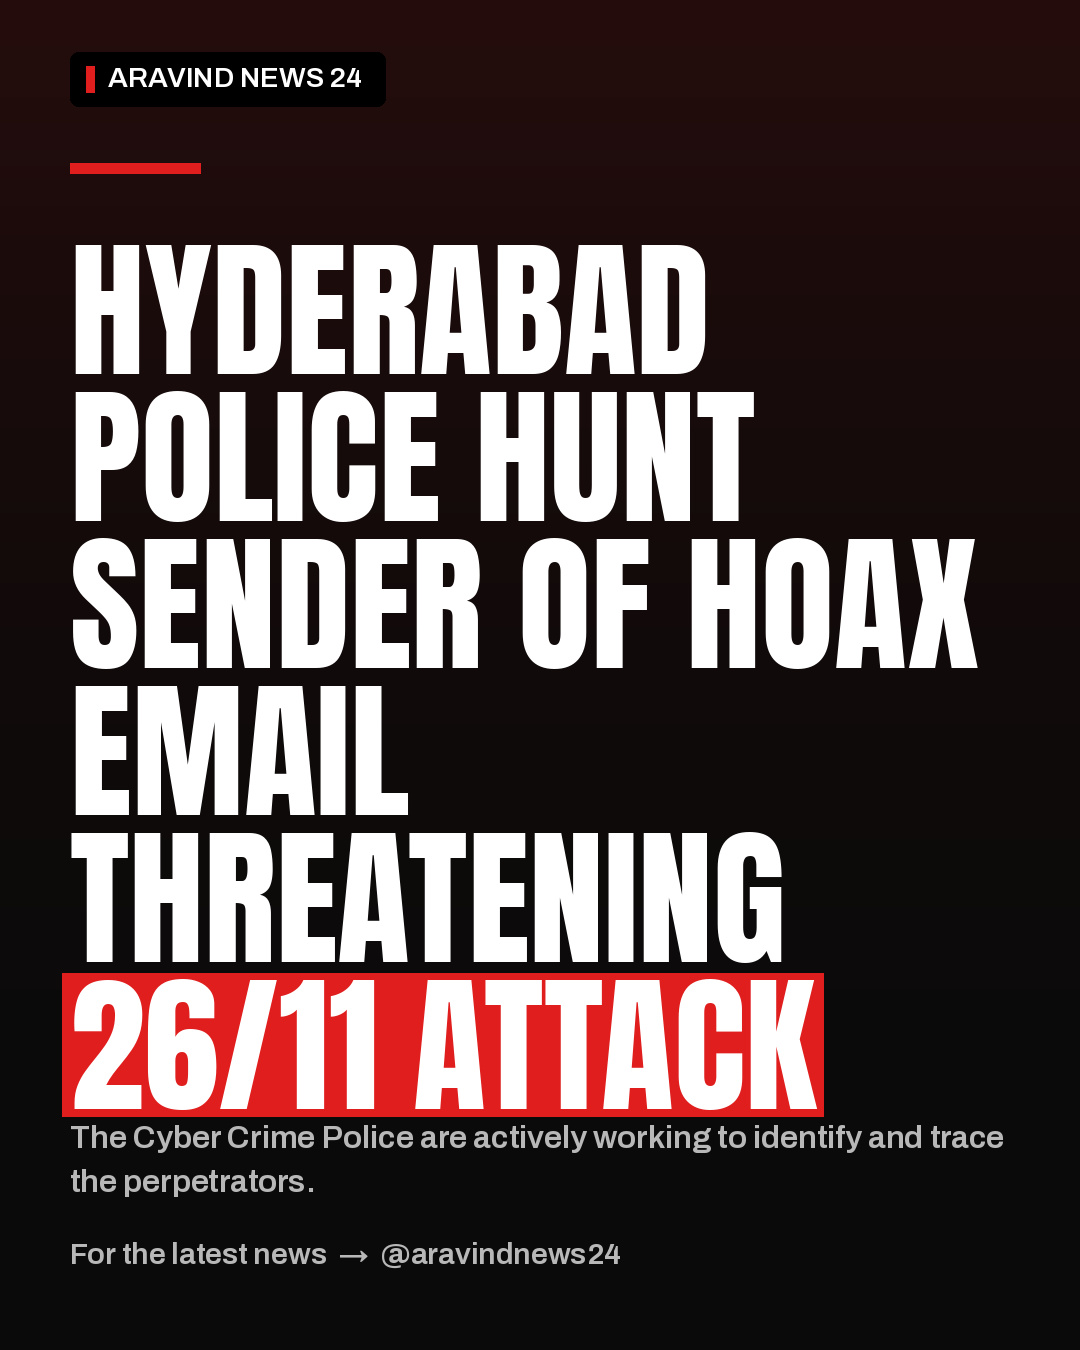 ARAVIND NEWS 24
HYDERABAD
POLICE HUNT
SENDER OF HOAX
EMAIL
THREATENING
26/11 ATTACK
The Cyber Crime Police are actively working to identify and trace
the perpetrators.
For the latest news → @aravindnews24